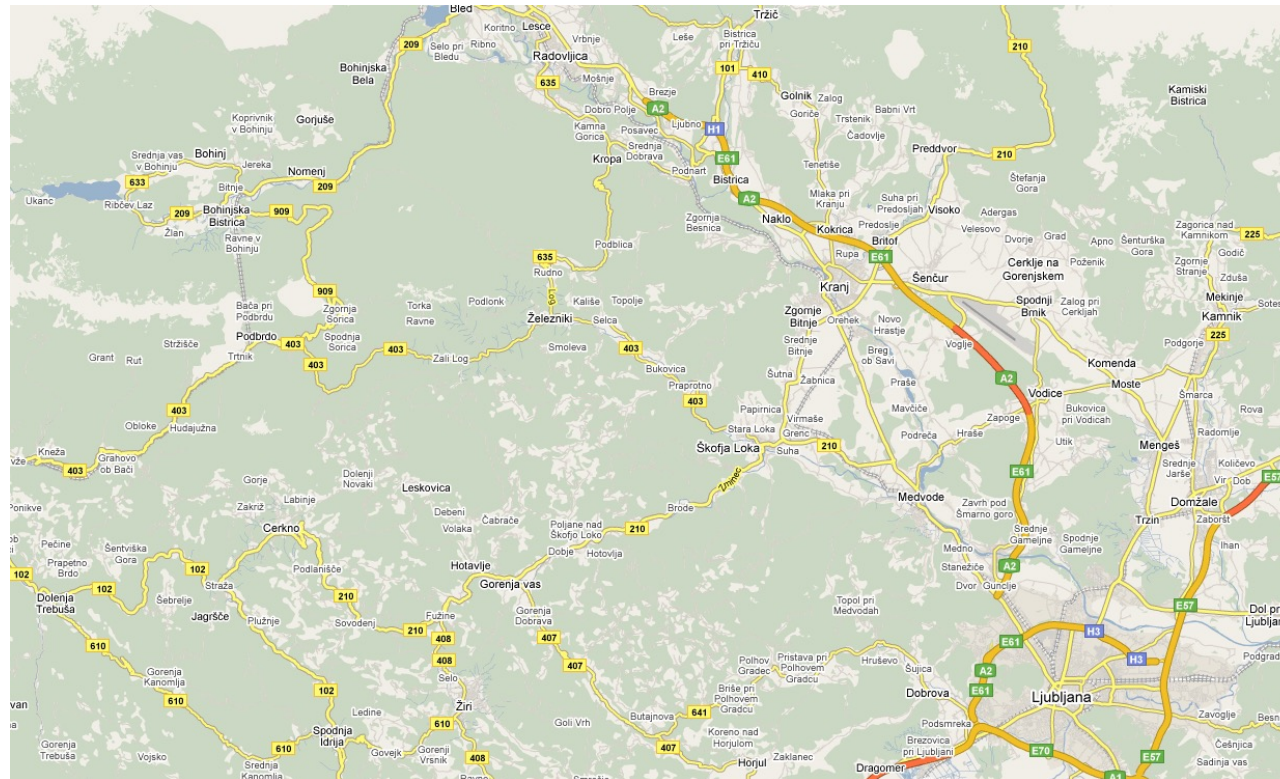 Bled
Koritno
Lesce
Vrbnje
Selo pri
Bledu
Ribno
Radovljica
Leše
Tržič
Bistrica
pri Tržiču
210
209
Bohinjska
Bela
635
Mošnje
Brezje
101
410
Golnik
Goriče
Zalog
Trstenik
Babni Vrt
Čadovlje
Kamiski
Bistrica
Koprivnik
v Bohinju
Gorjuše
Dobro Polje
A2
Ljubno
H1
Kamna
Gorica
Posavec
Srednja
Dobrava
Podnart
Kropa
E61
Bistrica
Tenetiše
Preddvor
210
Srednja vas
v Bohinju
Bohinj
Jereka
Nomenj
633
Bitnje
209
Ukanc
Ribčev Laz
209
Bohinjska
Bistrica
909
Žlan
Ravne v
Bohinju
A2
Mlaka pri
Kranju
Štefanja
Gora
Suha pri
Predosljah
Visoko
Adergas
Zgornja
Besnica
Naklo
Kokrica
Predoslje
Velesovo
Britof
Dvorje
Grad
Apno
Šenturška
Gora
Zagorica nad
Kamnikom
225
Podblica
635
Rudno
Rupa
E61
Cerklje na
Gorenjskem
Poženik
Godič
Zgornje
Stranje
Zduša
Kranj
Šenčur
909
Log
Bača pri
Podbrdu
Zgornja
Sorica
Torka
Ravne
Podlonk
Kališe
Topolje
Železniki
Selca
Zgornje
Bitnje
Orehek
Novo
Hrastje
Spodnji
Brnik
Zalog pri
Cerkljah
Mekinje
Sotes
Kamnik
225
Podbrdo
403
Spodnja
Sorica
403
Smoleva
403
Srednje
Bitnje
Voglje
Podgorje
Stržišče
Grant
Rut
Trtnik
403
Zali Log
Bukovica
Breg
ob Savi
Komenda
Šutna
Žabnica
Praše
A2
Moste
Praprotno
403
Vodice
Šmarca
403
Obloke
Hudajužna
Papirnica
Virmaše
Mavčiče
Zapoge
Bukovica
pri Vodicah
Rova
Stara Loka
Grenc
Podreča
Hraše
Utik
Mengeš
Radomlje
Kneža
Grahovo
ob Bači
403
Škofja Loka
Suha
210
E61
Srednje
Jarše
Količevo
Vir
Dob
E57
Zminec
Gorje
Dolenji
Novaki
Leskovica
Medvode
Zavrh pod
Šmarno goro
Domžale
Ponikve
Labinje
Zakriž
Debeni
Volaka
Čabrače
Brode
Trzin
Zaboršt
Cerkno
Poljane nad
Škofjo Loko
210
Srednje
Gameljne
Spodnje
Gameljne
Ihan
Pečine
Prapetno
Brdo
Šentviška
Gora
102
Dobje
Hotovlja
Medno
Stanežiče
Podlanišče
Hotavlje
A2
102
102
Straža
Dvor
Gunclje
Dolenja
Trebuša
Šebrelje
210
Gorenja vas
Topol pri
Medvodah
E57
Jagršče
Plužnje
Sovodenj
Fužine
Gorenja
Dobrava
Dol pri
Ljubljan
210
408
407
E61
H3
610
408
407
Polhov
Gradec
Pristava pri
Polhovem
Gradcu
Hruševo
Šujica
A2
H3
Podgrad
Gorenja
Kanomlja
102
Selo
Briše pri
Polhovem
Gradcu
Dobrova
E61
Ljubljana
610
Žiri
641
Zavoglje
Ledine
Goli Vrh
Butajnova
Podsmreka
Spodnja
Idrija
610
Koreno nad
Horjulom
Gorenja
Trebuša
Vojsko
610
Govejk
Gorenji
Vrsnik
407
Zaklanec
Brezovica
pri Ljubljani
E70
E57
Češnjica
Srednja
Kanomlja
408
Horjul
Dragomer
A1
Sadinja vas